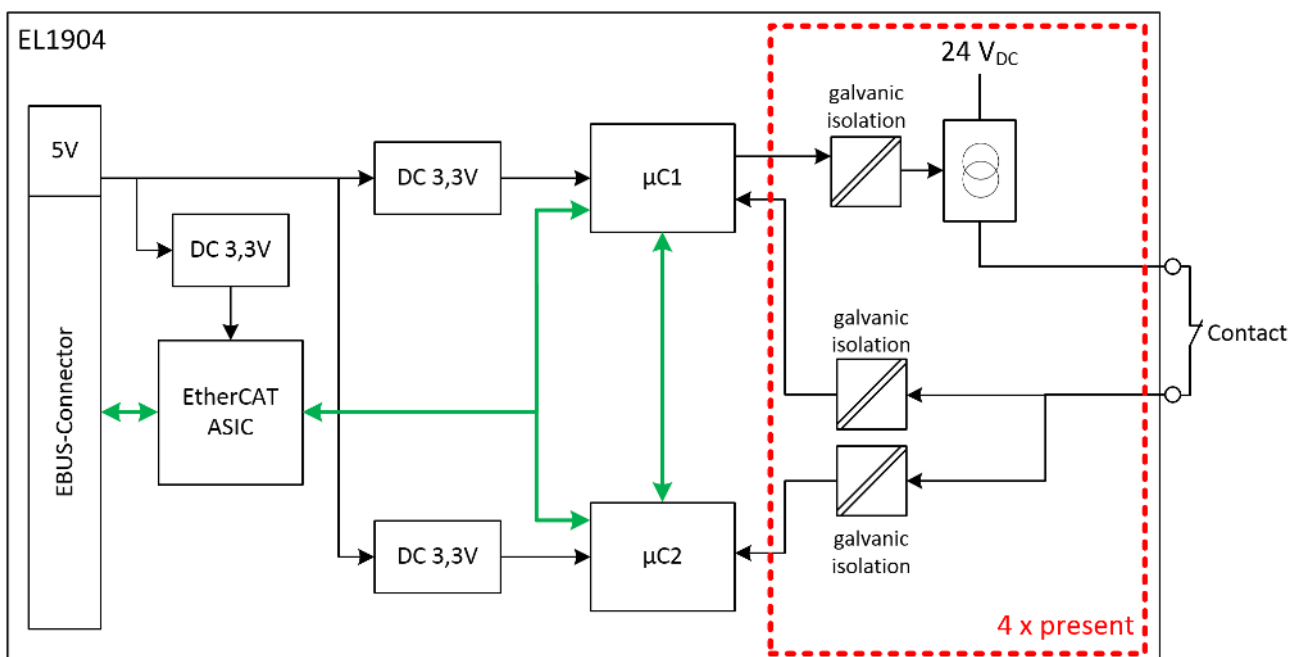 EL1904
24 VDC
galvanic
isolation
5V
DC 3,3V
µC1
DC 3,3V
EBUS-Connector
EtherCAT
ASIC
galvanic
isolation
Contact
DC 3,3V
µC2
galvanic
isolation
4 x present